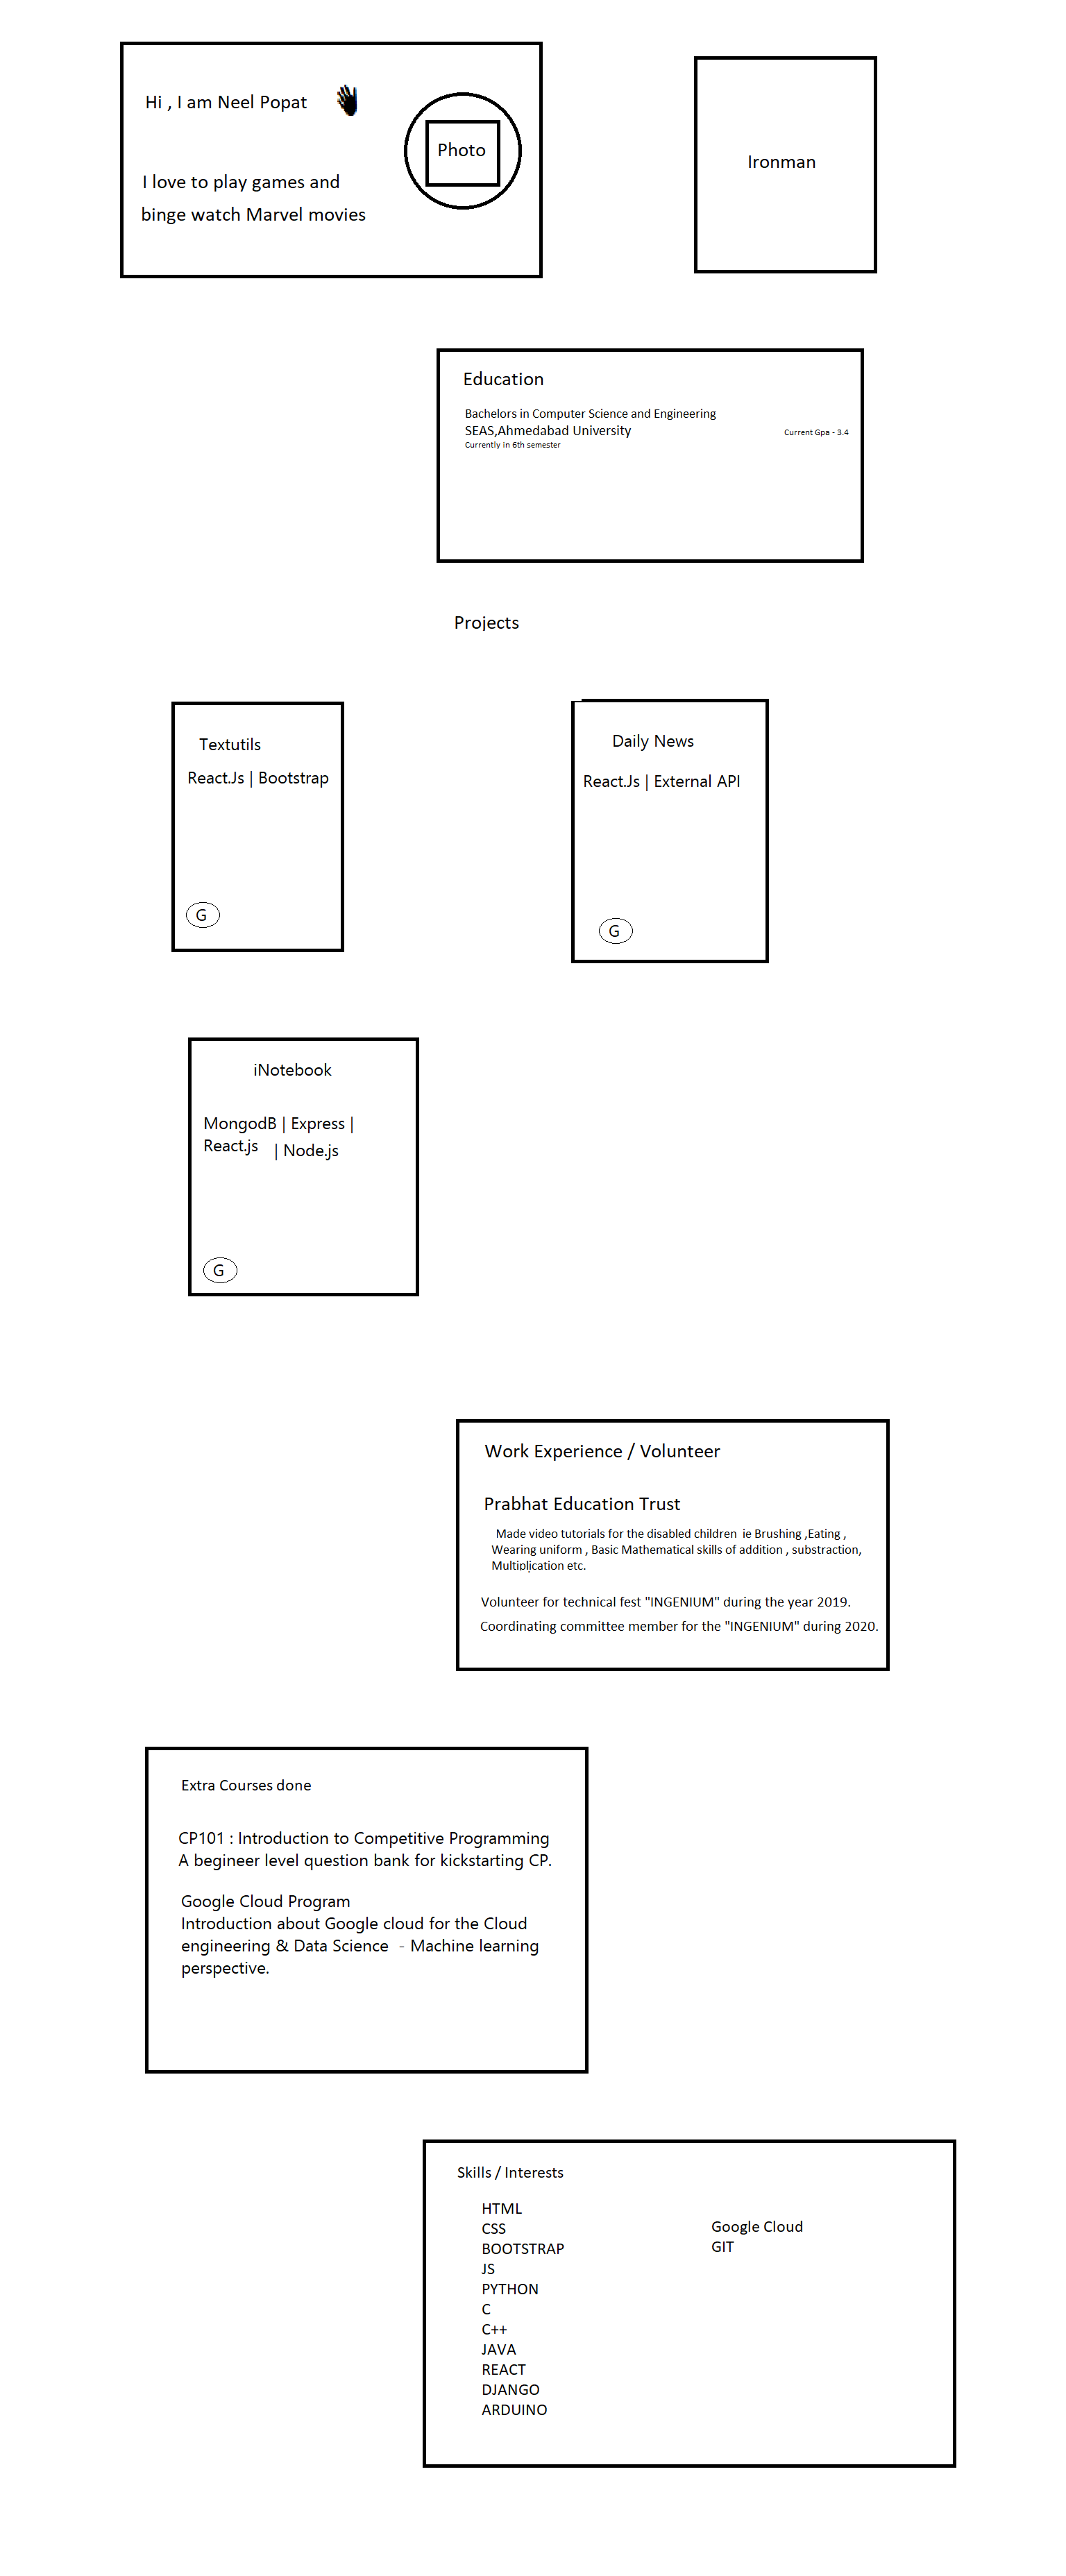 Hi , I am Neel Popat
Photo
I love to play games and
binge watch Marvel movies
Ironman
Education
Bachelors in Computer Science and Engineering
SEAS,Ahmedabad University
Current Gpa - 3.4
Currently in 6th semester
Projects
Textutils
React.Js | Bootstrap
G
Daily News
React.Js | External API
G
iNotebook
MongodB | Express |
React.js | Node.js
G
Work Experience / Volunteer
Prabhat Education Trust
Made video tutorials for the disabled children ie Brushing ,Eating ,
Wearing uniform , Basic Mathematical skills of addition , substraction,
Multiplication etc.
Volunteer for technical fest "INGENIUM" during the year 2019.
Coordinating committee member for the "INGENIUM" during 2020.
Extra Courses done
CP101 : Introduction to Competitive Programming
A begineer level question bank for kickstarting CP.
Google Cloud Program
Introduction about Google cloud for the Cloud
engineering & Data Science - Machine learning
perspective.
Skills / Interests
HTML
CSS
BOOTSTRAP
JS
PYTHON
C
C++
JAVA
REACT
DJANGO
ARDUINO
Google Cloud
GIT